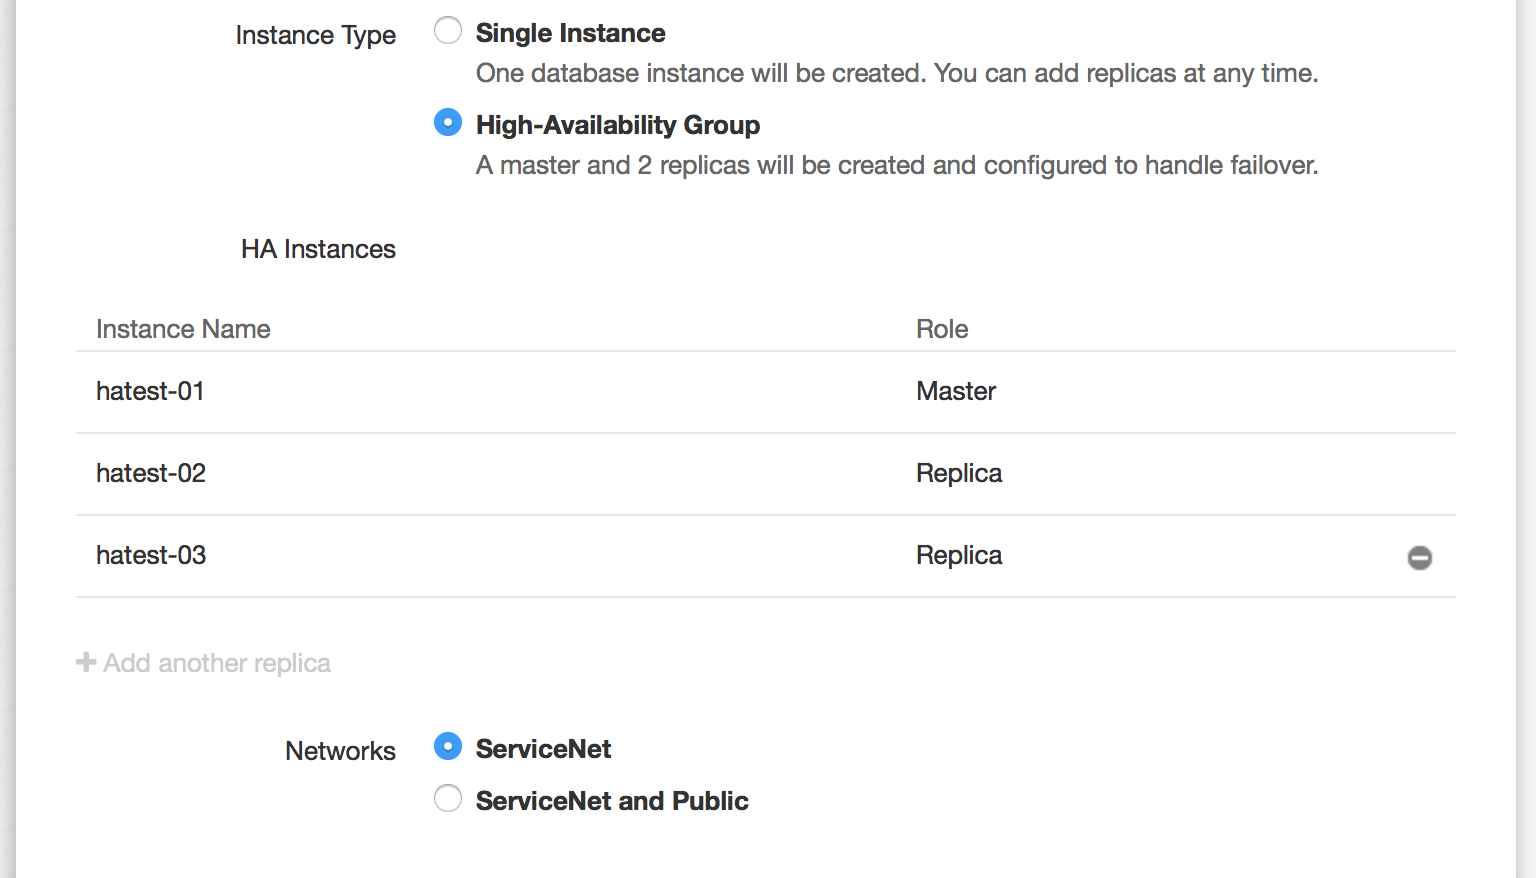 Instance Type
Single Instance
One database instance will be created. You can add replicas at any time.
High-Availability Group
A master and 2 replicas will be created and configured to handle failover.
HA Instances
Instance Name Role
hatest-01 Master
hatest-02 Replica
hatest-03 Replica
Add another replica
Networks
ServiceNet
ServiceNet and Public